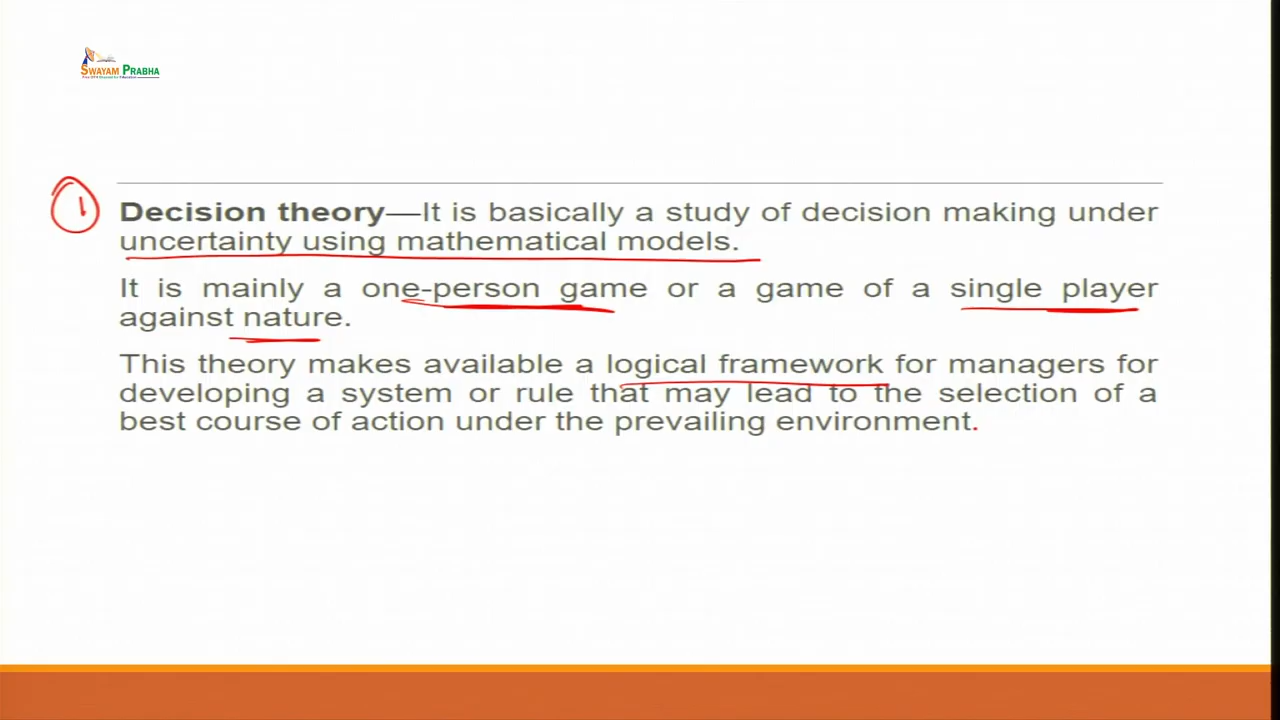 SWAYAM PRABHA
1
Decision theory—It is basically a study of decision making under
uncertainty using mathematical models.
It is mainly a one-person game or a game of a single player
against nature.
This theory makes available a logical framework for managers for
developing a system or rule that may lead to the selection of a
best course of action under the prevailing environment.